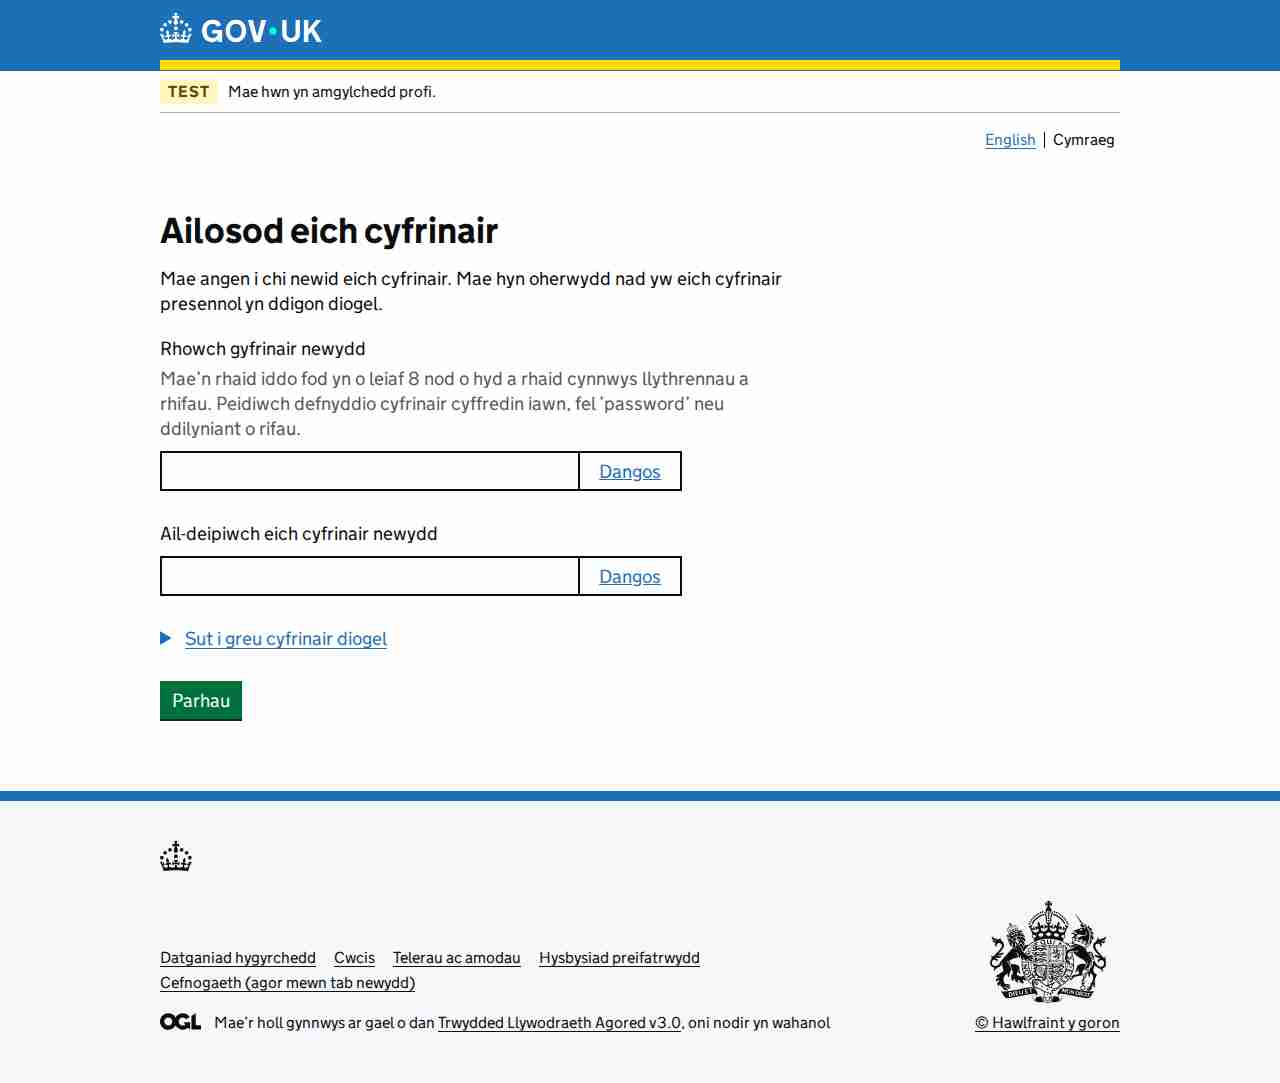 GOV·UK
TEST Mae hwn yn amgylchedd profi.
English Cymraeg
Ailosod eich cyfrinair
Mae angen i chi newid eich cyfrinair. Mae hyn oherwydd nad yw eich cyfrinair
presennol yn ddigon diogel.
Rhowch gyfrinair newydd
Mae’n rhaid iddo fod yn o leiaf 8 nod o hyd a rhaid cynnwys llythrennau a
rhifau. Peidiwch defnyddio cyfrinair cyffredin iawn, fel ‘password’ neu
ddilyniant o rifau.
Dangos
Ail-deipiwch eich cyfrinair newydd
Dangos
Sut i greu cyfrinair diogel
Parhau
Datganiad hygyrchedd Cwcis Telerau ac amodau Hysbysiad preifatrwydd
Cefnogaeth (agor mewn tab newydd)
OGL Mae’r holl gynnwys ar gael o dan Trwydded Llywodraeth Agored v3.0, oni nodir yn wahanol
© Hawlfraint y goron